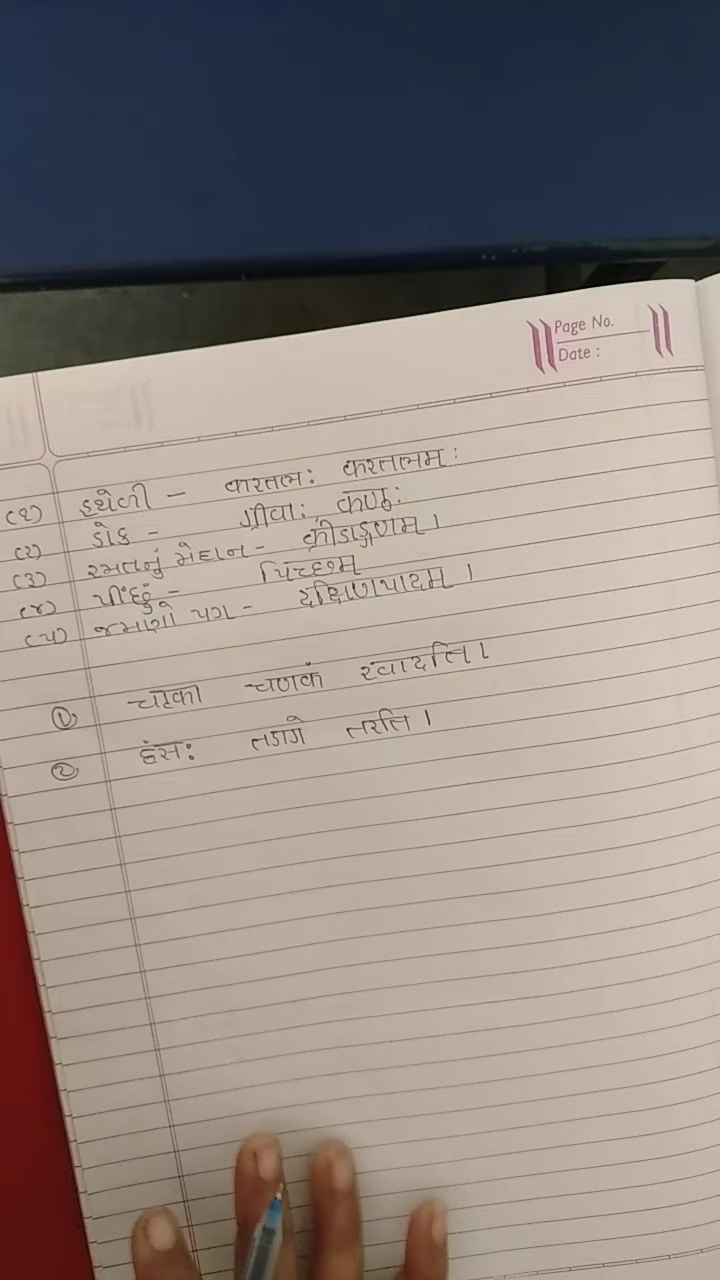 Page No.
Date :
(१) હથેળી - करतलः करतलमः
(२) ડોક - ग्रीवाः, कण्ठः
(३) રમતનું મેદાન - क्रीडाङ्गणम् ।
(४) પીંછું - पिच्छम्
(५) જમણો પગ - दक्षिणपादम् ।
① चटका चणकं खादति ।
② हंसः तडागे तरति ।